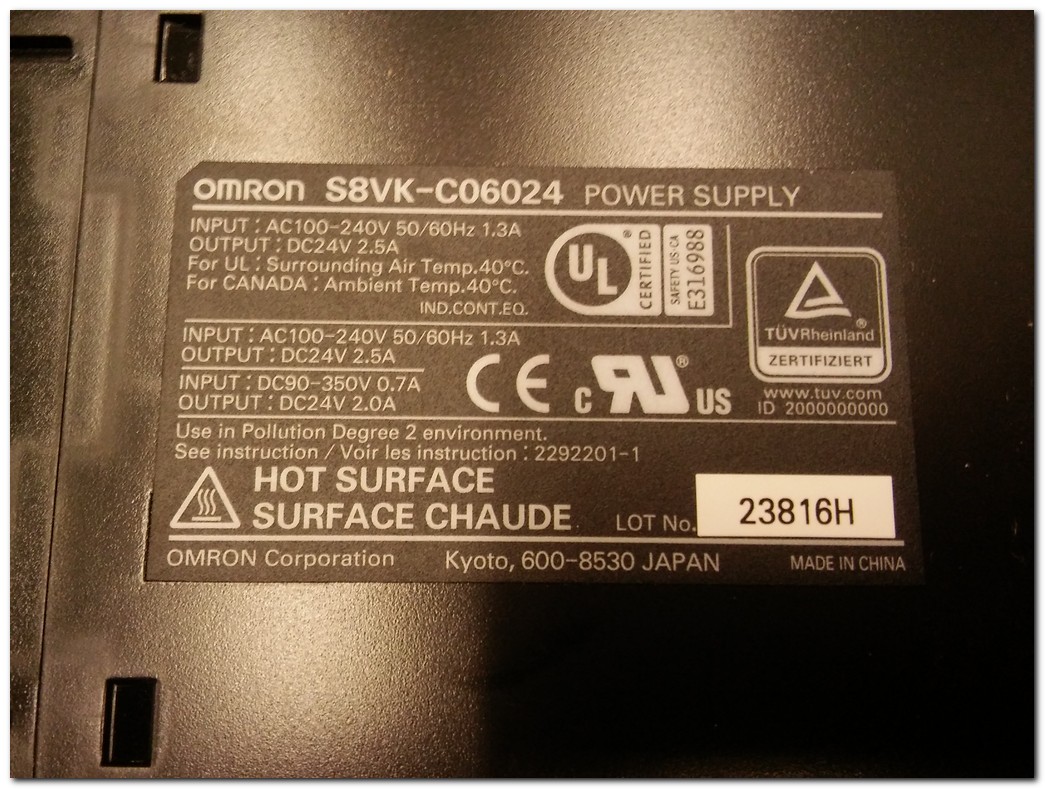 OMRON S8VK-C06024 POWER SUPPLY
INPUT : AC100-240V 50/60Hz 1.3A
OUTPUT : DC24V 2.5A
For UL : Surrounding Air Temp.40°C.
For CANADA : Ambient Temp.40°C.
IND.CONT.EQ.
UL ® CERTIFIED
SAFETY US-CA
E316988
INPUT : AC100-240V 50/60Hz 1.3A
OUTPUT : DC24V 2.5A
INPUT : DC90-350V 0.7A
OUTPUT : DC24V 2.0A
CE
c RU ® US
TÜVRheinland ®
ZERTIFIZIERT
www.tuv.com
ID 2000000000
Use in Pollution Degree 2 environment.
See instruction / Voir les instruction : 2292201-1
HOT SURFACE
SURFACE CHAUDE
LOT No. 23816H
OMRON Corporation Kyoto, 600-8530 JAPAN MADE IN CHINA